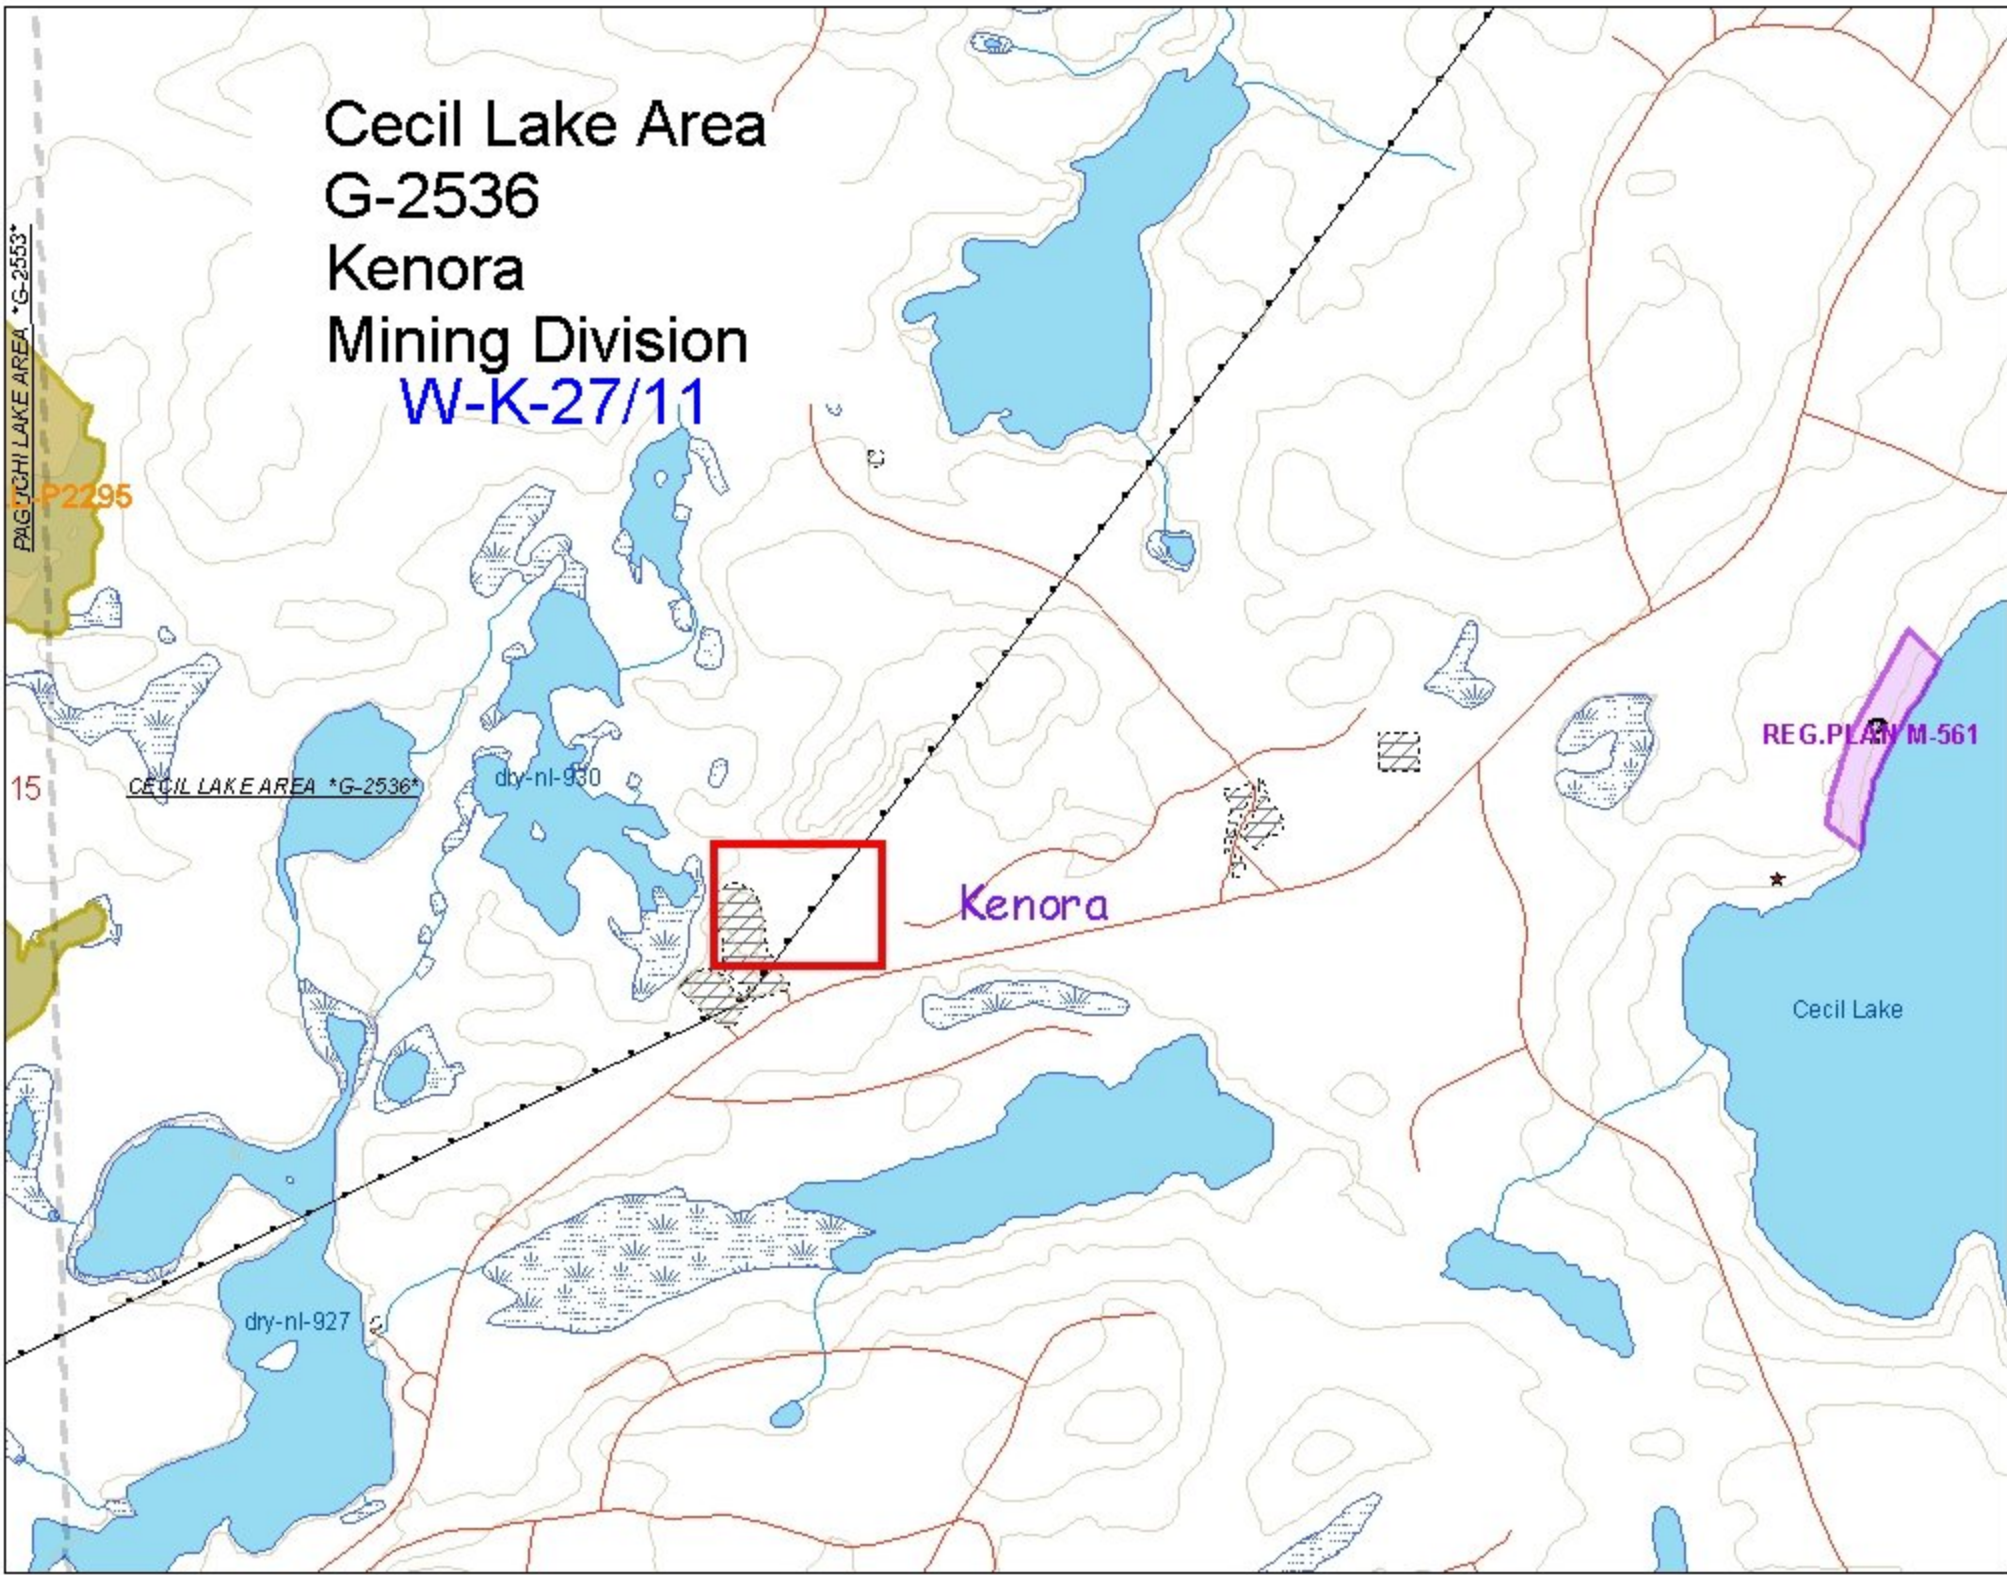 Cecil Lake Area
G-2536
Kenora
Mining Division
W-K-27/11
PAGUCHI LAKE AREA *G-2553*
P2295
dry-nl-930
REG.PLAN M-561
15
CECIL LAKE AREA *G-2536*
Kenora
Cecil Lake
dry-nl-927